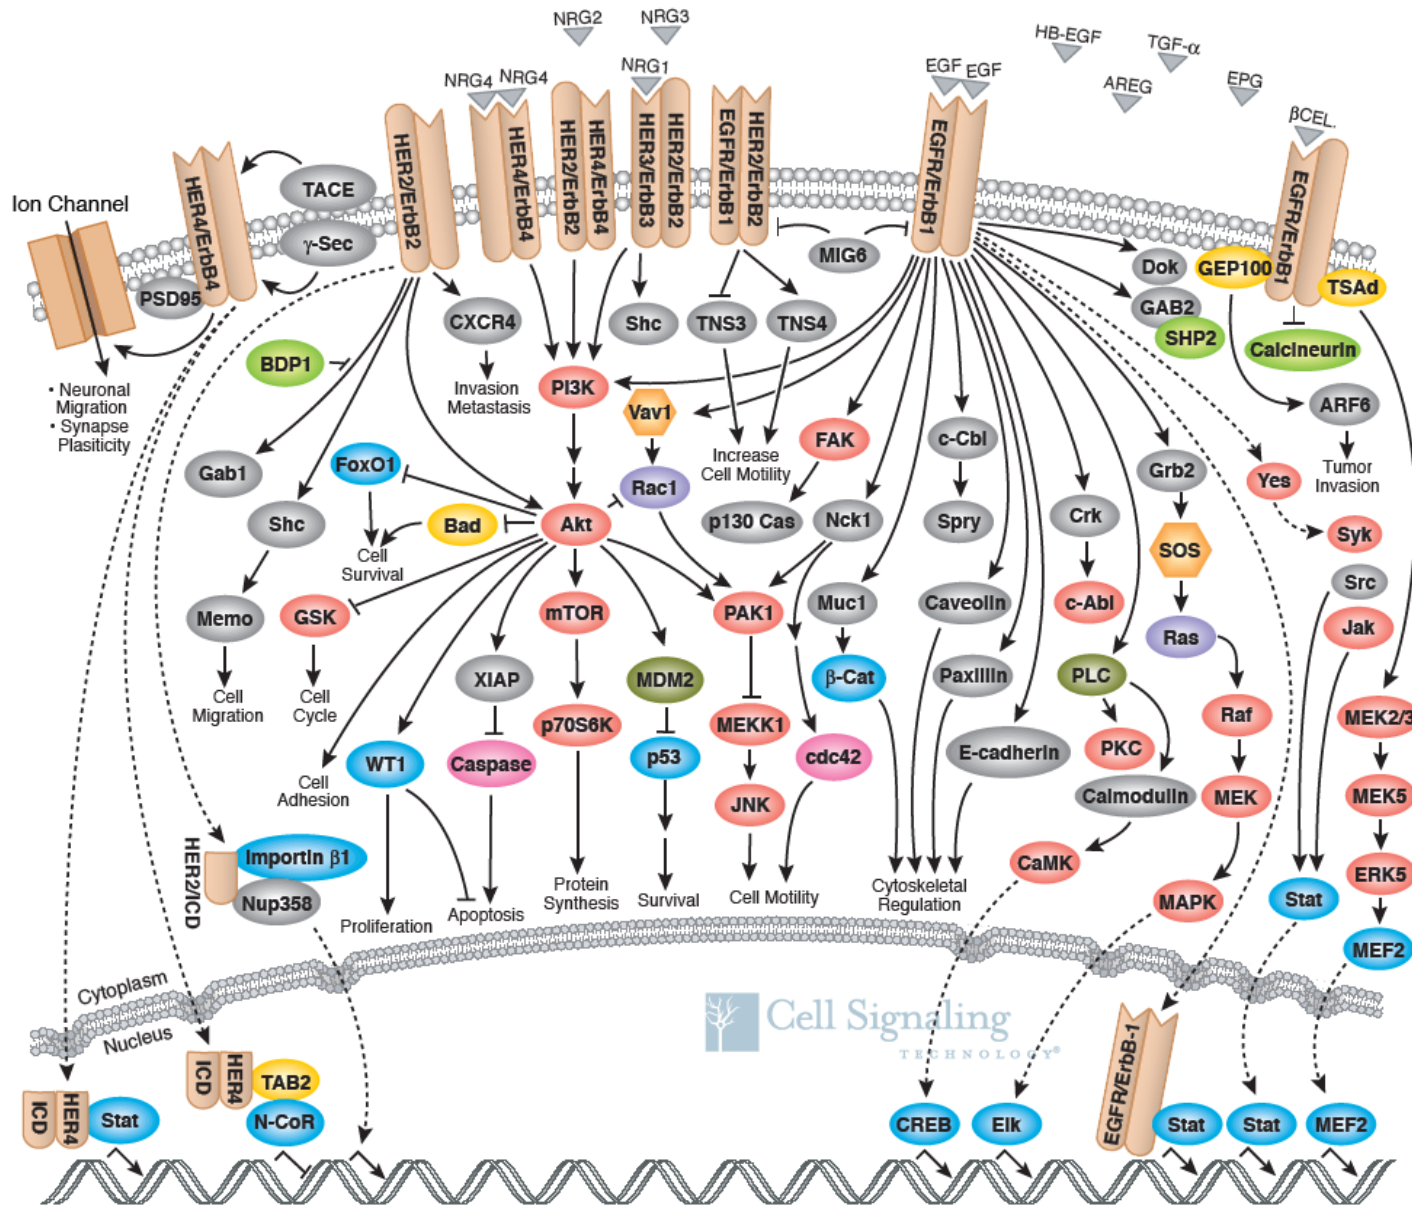 NRG2
NRG3
HB-EGF
TGF-α
NRG4
NRG4
NRG1
EGF
EGF
AREG
EPG
βCEL.
HER4/ErbB4
TACE
γ-Sec
PSD95
Ion Channel
HER2/ErbB2
HER4/ErbB4
HER2/ErbB2
HER4/ErbB4
HER3/ErbB3
HER2/ErbB2
EGFR/ErbB1
HER2/ErbB2
MIG6
EGFR/ErbB1
EGFR/ErbB1
Dok
GEP100
TSAd
GAB2
SHP2
Calcineurin
CXCR4
Shc
TNS3
TNS4
BDP1
Invasion
Metastasis
PI3K
Vav1
• Neuronal
Migration
• Synapse
Plasiticity
ARF6
FAK
c-Cbl
Increase
Cell Motility
Gab1
FoxO1
Rac1
Grb2
Yes
Tumor
Invasion
Shc
Bad
Akt
p130 Cas
Nck1
Spry
Crk
SOS
Syk
Cell
Survival
Src
Memo
GSK
mTOR
PAK1
Muc1
Caveolin
c-Abl
Ras
Jak
XIAP
MDM2
β-Cat
Paxillin
PLC
Cell
Migration
Cell
Cycle
p70S6K
MEKK1
Raf
MEK2/3
WT1
Caspase
p53
cdc42
E-cadherin
PKC
Cell
Adhesion
JNK
Calmodulin
MEK
MEK5
HER2/ICD
Importin β1
Nup358
CaMK
ERK5
Proliferation
Apoptosis
Protein
Synthesis
Survival
Cell Motility
Cytoskeletal
Regulation
MAPK
Stat
MEF2
Cytoplasm
Nucleus
Cell Signaling
TECHNOLOGY®
ICD
HER4
Stat
ICD
HER4
TAB2
N-CoR
CREB
Elk
EGFR/ErbB-1
Stat
Stat
MEF2